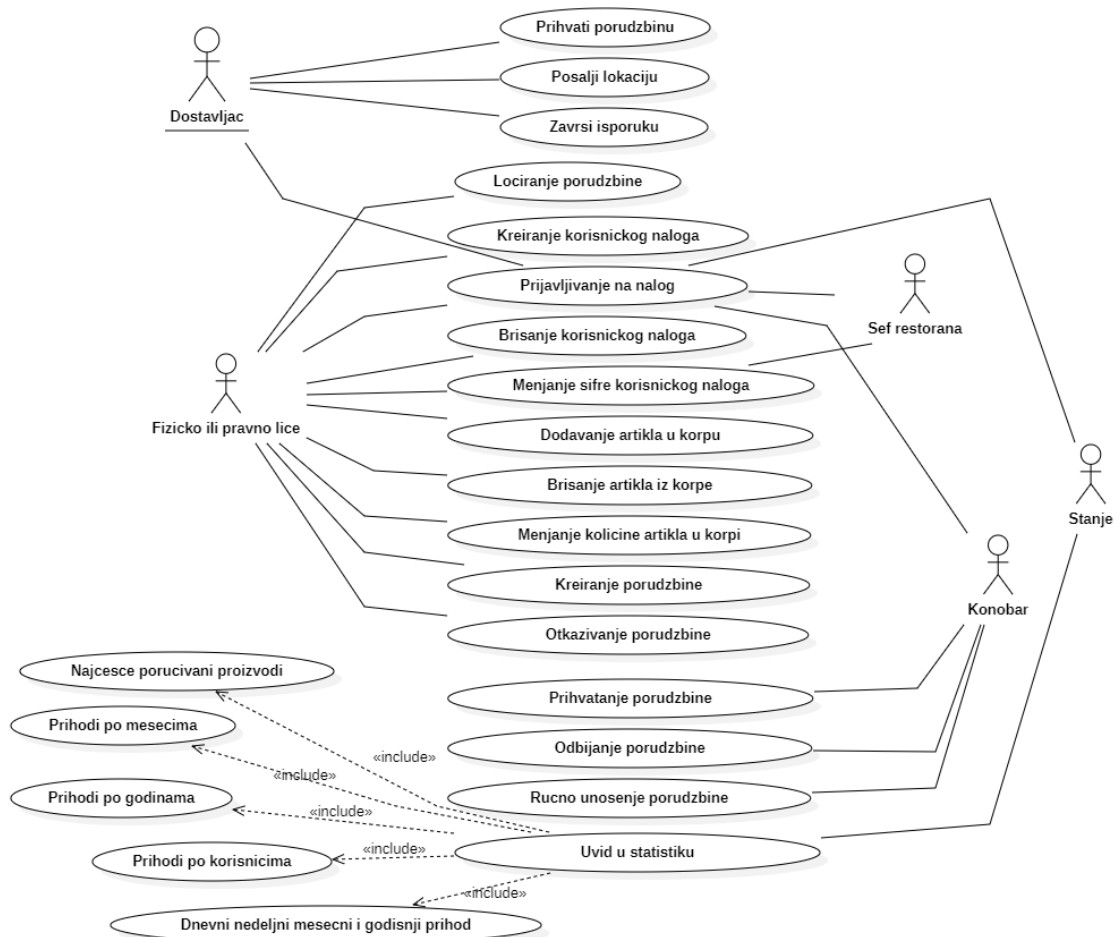 Prihvati porudzbinu
Posalji lokaciju
Dostavljac
Zavrsi isporuku
Lociranje porudzbine
Kreiranje korisnickog naloga
Prijavljivanje na nalog
Sef restorana
Brisanje korisnickog naloga
Menjanje sifre korisnickog naloga
Fizicko ili pravno lice
Dodavanje artikla u korpu
Brisanje artikla iz korpe
Stanje
Menjanje kolicine artikla u korpi
Kreiranje porudzbine
Konobar
Otkazivanje porudzbine
Najcesce porucivani proizvodi
Prihvatanje porudzbine
Prihodi po mesecima
Odbijanje porudzbine
«include»
«include»
Prihodi po godinama
Rucno unosenje porudzbine
«include»
«include»
Uvid u statistiku
Prihodi po korisnicima
«include»
Dnevni nedeljni mesecni i godisnji prihod